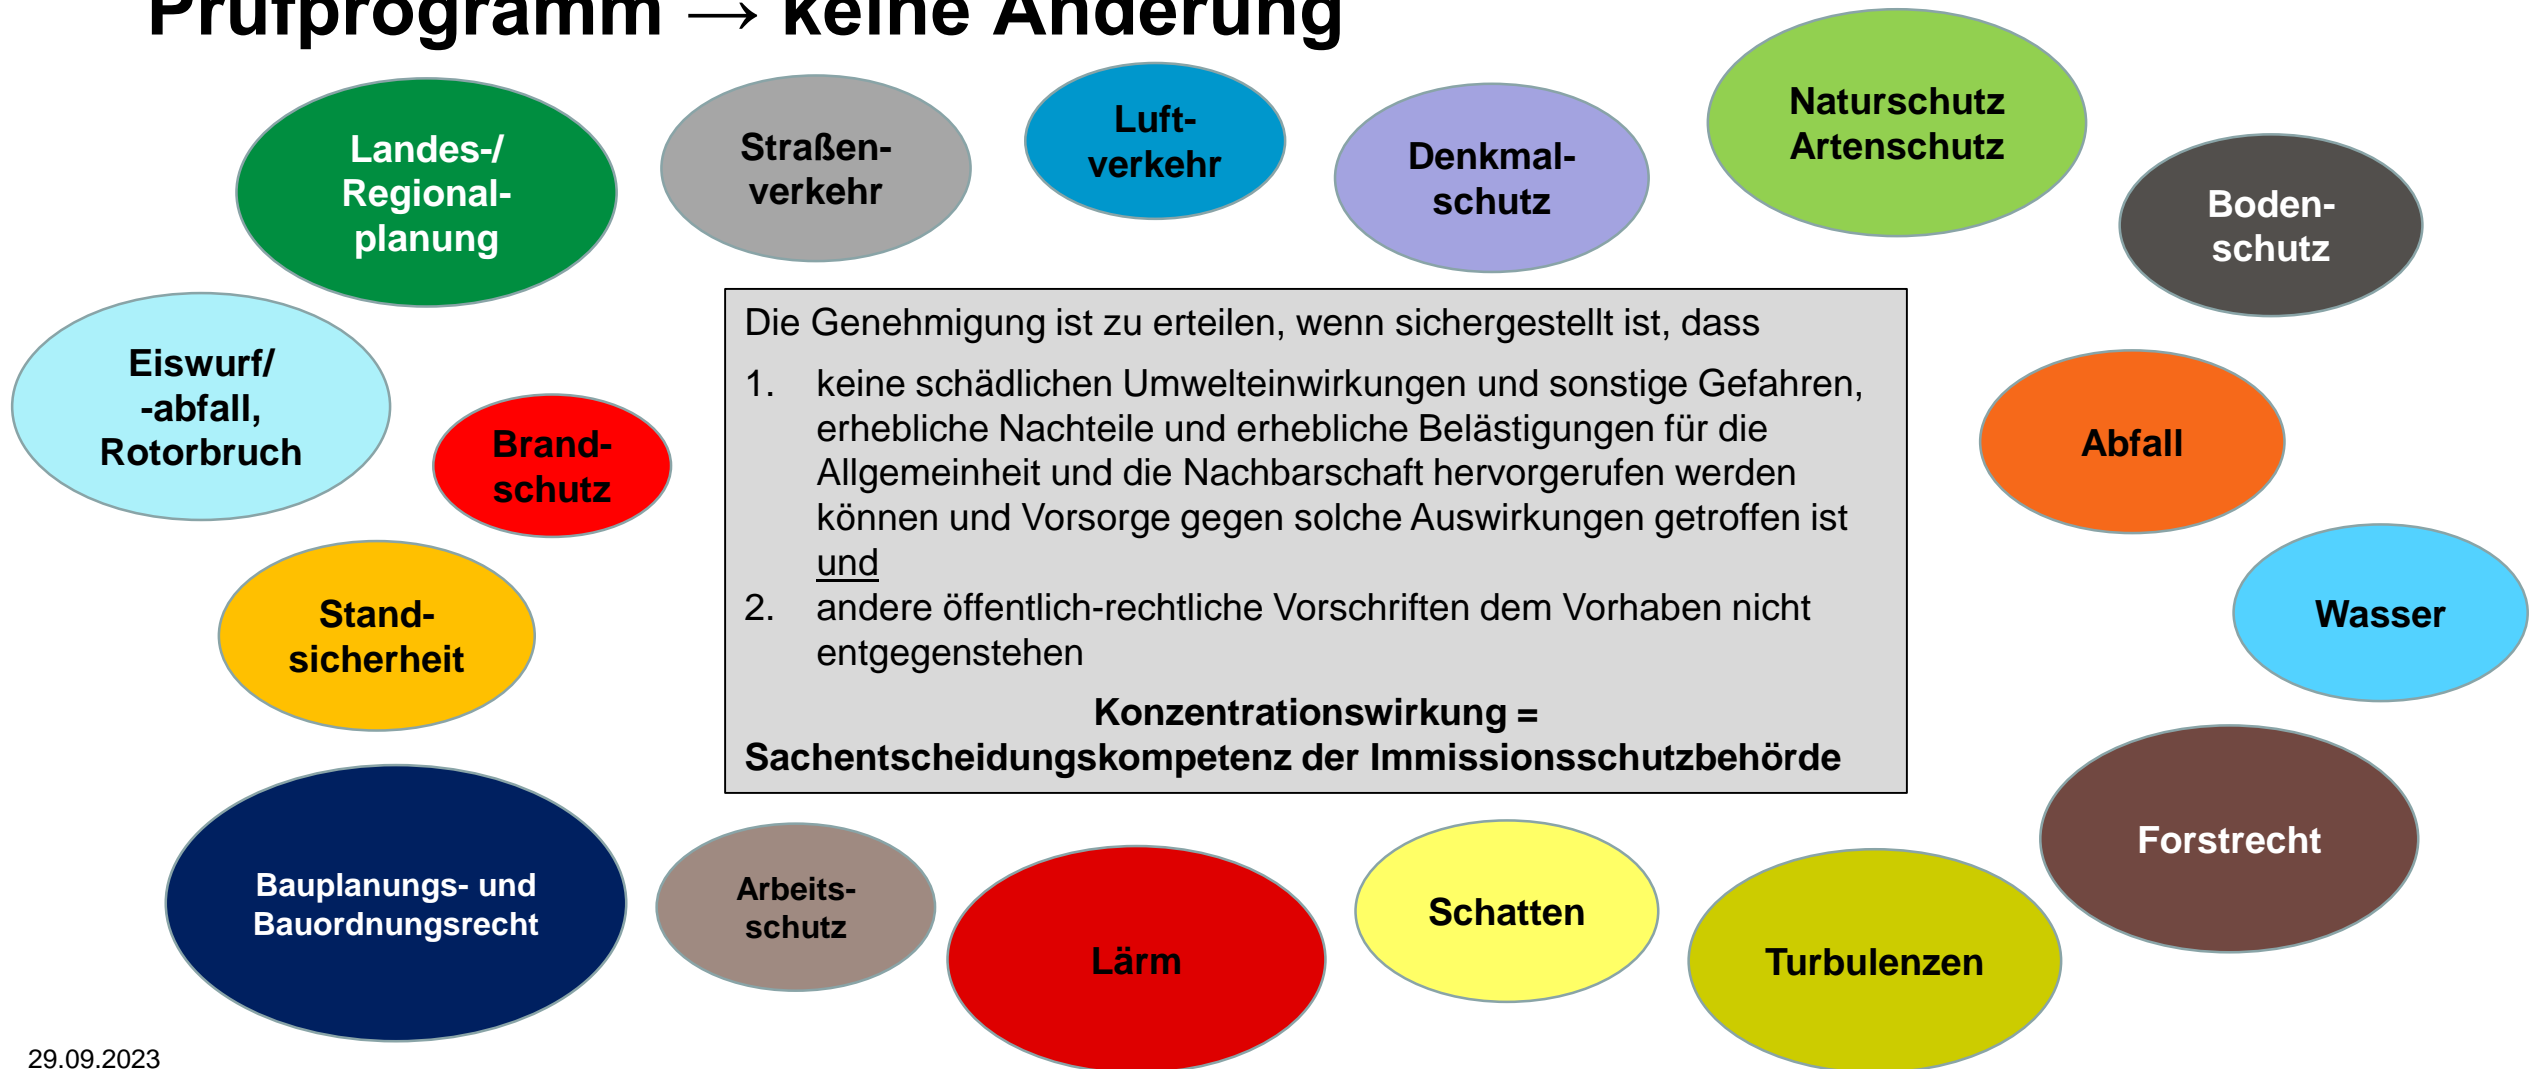 Prüfprogramm → keine Änderung
Landes-/
Regional-
planung
Straßen-
verkehr
Luft-
verkehr
Denkmal-
schutz
Naturschutz
Artenschutz
Boden-
schutz
Eiswurf/
-abfall,
Rotorbruch
Brand-
schutz
Die Genehmigung ist zu erteilen, wenn sichergestellt ist, dass
1. keine schädlichen Umwelteinwirkungen und sonstige Gefahren,
erhebliche Nachteile und erhebliche Belästigungen für die
Allgemeinheit und die Nachbarschaft hervorgerufen werden
können und Vorsorge gegen solche Auswirkungen getroffen ist
und
2. andere öffentlich-rechtliche Vorschriften dem Vorhaben nicht
entgegenstehen
Konzentrationswirkung =
Sachentscheidungskompetenz der Immissionsschutzbehörde
Abfall
Stand-
sicherheit
Wasser
Bauplanungs- und
Bauordnungsrecht
Arbeits-
schutz
Lärm
Schatten
Turbulenzen
Forstrecht
29.09.2023